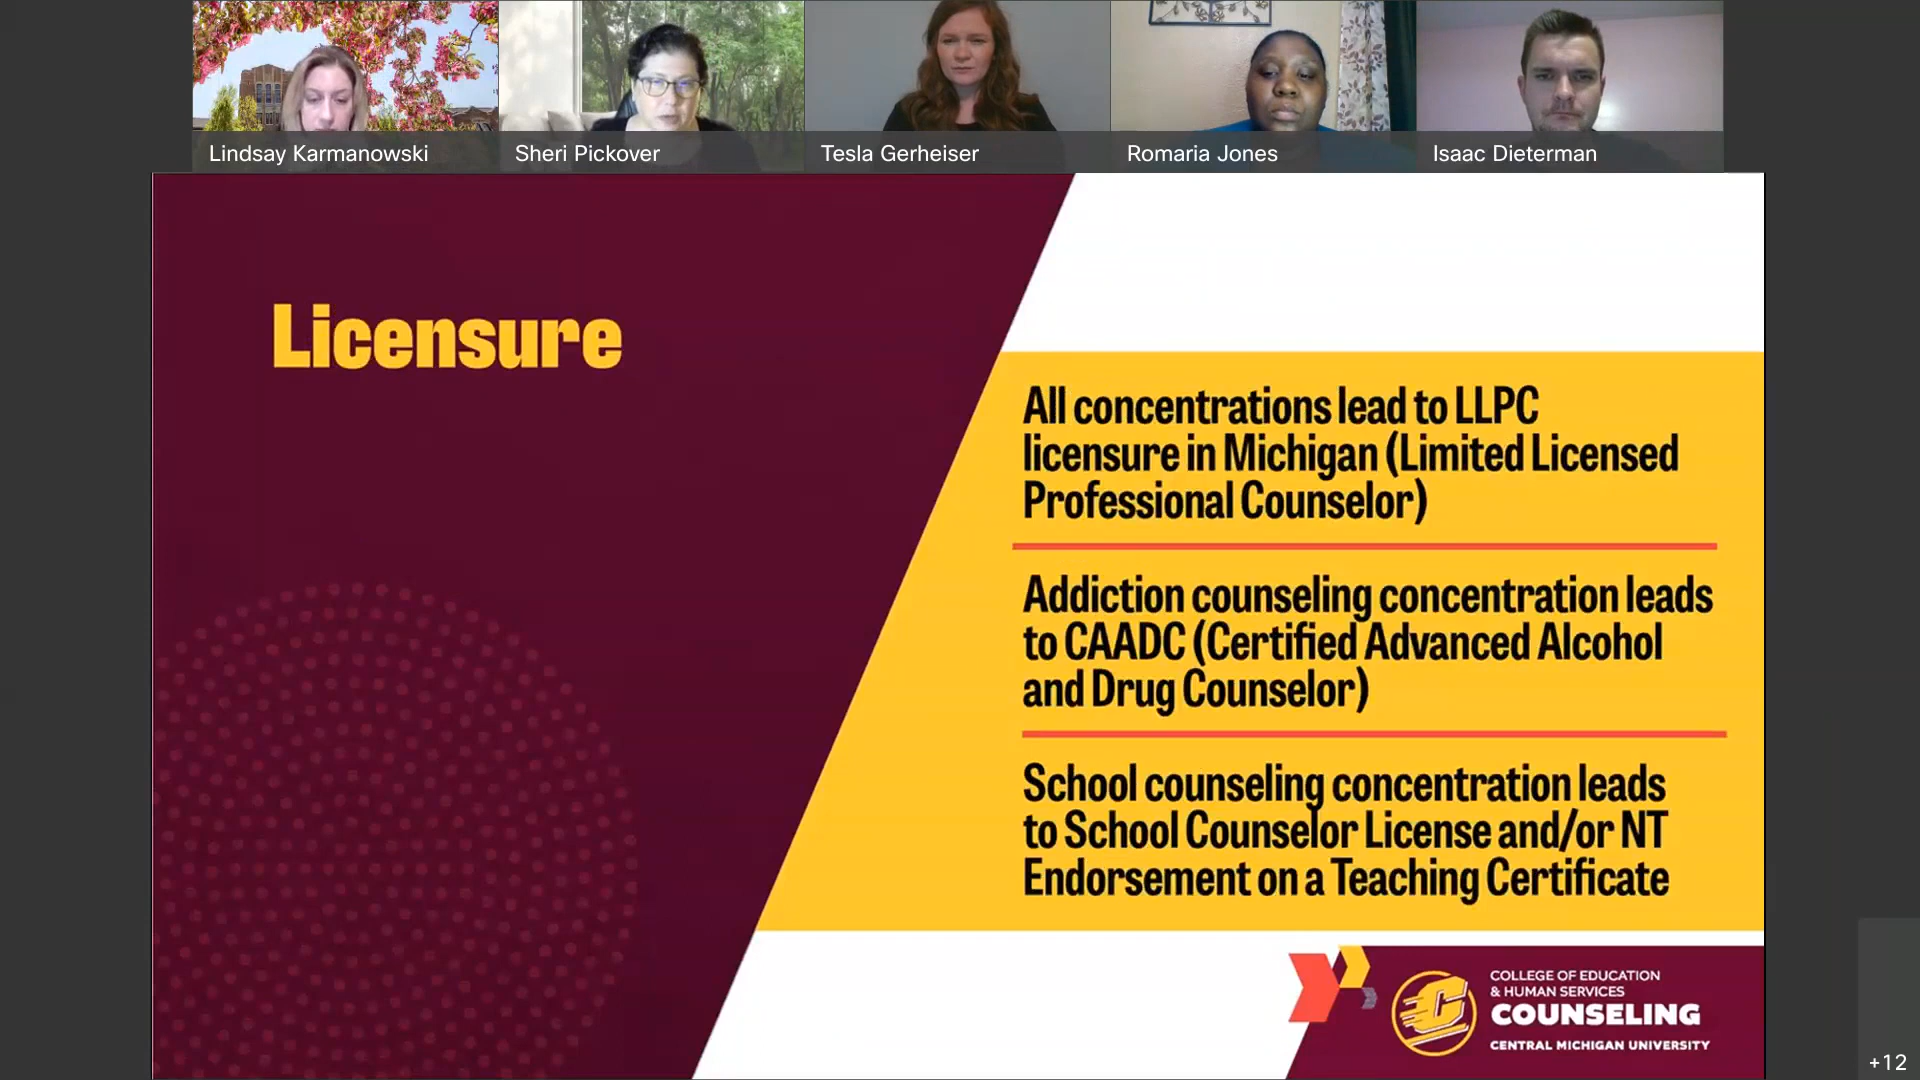 Lindsay Karmanowski
Sheri Pickover
Tesla Gerheiser
Romaria Jones
Isaac Dieterman
Licensure
All concentrations lead to LLPC
licensure in Michigan (Limited Licensed
Professional Counselor)
Addiction counseling concentration leads
to CAADC (Certified Advanced Alcohol
and Drug Counselor)
School counseling concentration leads
to School Counselor License and/or NT
Endorsement on a Teaching Certificate
COLLEGE OF EDUCATION
& HUMAN SERVICES
COUNSELING
CENTRAL MICHIGAN UNIVERSITY
+12